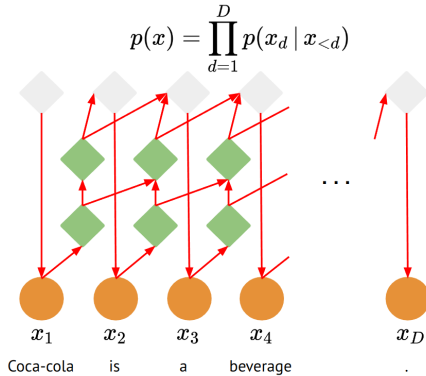 p(x) = ∏_{d=1}^{D} p(x_d | x_{<d})
x_1 x_2 x_3 x_4 ... x_D
Coca-cola is a beverage .